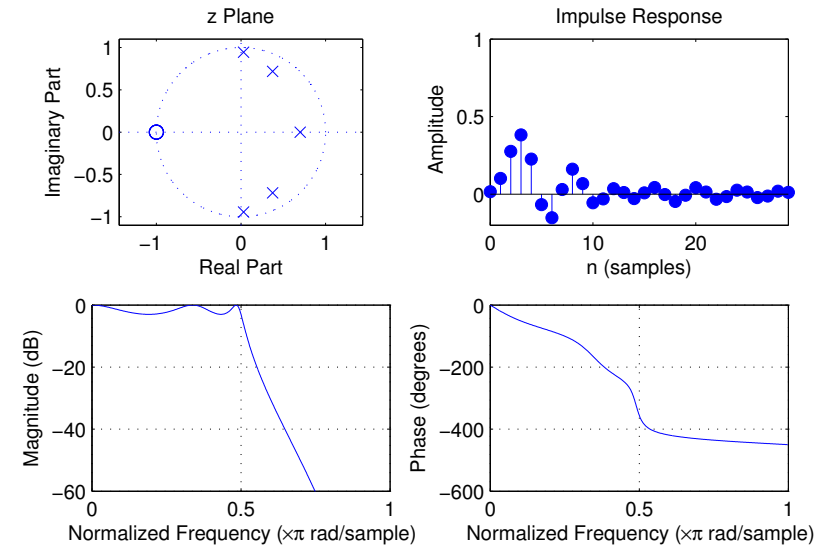 z Plane
1
0.5
0
−0.5
−1
−1
0
1
Imaginary Part
Real Part
Impulse Response
1
0.5
0
0
10
20
Amplitude
n (samples)
0
−20
−40
−60
0
0.5
1
Magnitude (dB)
Normalized Frequency (×π rad/sample)
0
−200
−400
−600
0
0.5
1
Phase (degrees)
Normalized Frequency (×π rad/sample)